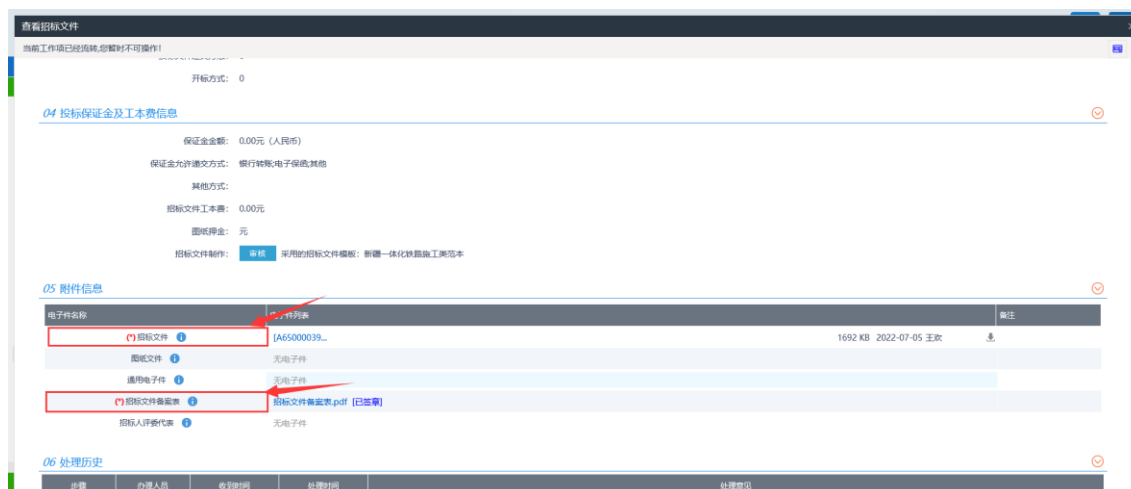 查看招标文件
当前工作项已经流转,您暂时不可操作!
开标方式: 0
04 投标保证金及工本费信息
保证金金额: 0.00元 (人民币)
保证金允许递交方式: 银行转账;电子保函;其他
其他方式:
招标文件工本费: 0.00元
图纸押金: 元
招标文件制作: 审核 采用的招标文件模板: 新疆一体化铁路施工类范本
05 附件信息
电子件名称 电子件列表 备注
(*)招标文件 [A65000039... 1692 KB 2022-07-05 王欢
图纸文件 无电子件
通用电子件 无电子件
(*)招标文件备案表 招标文件备案表.pdf [已签章]
招标人评委代表 无电子件
06 处理历史
步骤 办理人员 收到时间 处理时间 处理意见